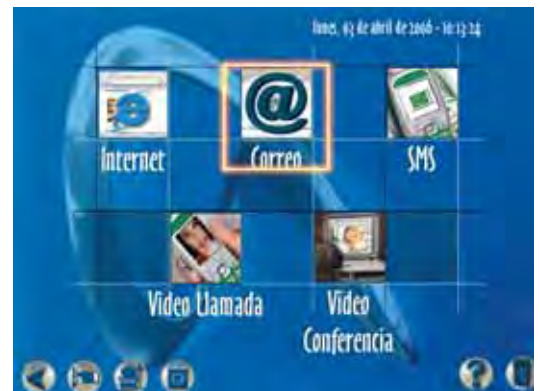 lunes, 03 de abril de 2006 - 10:13:24
Internet
Correo
SMS
Video Llamada
Video
Conferencia